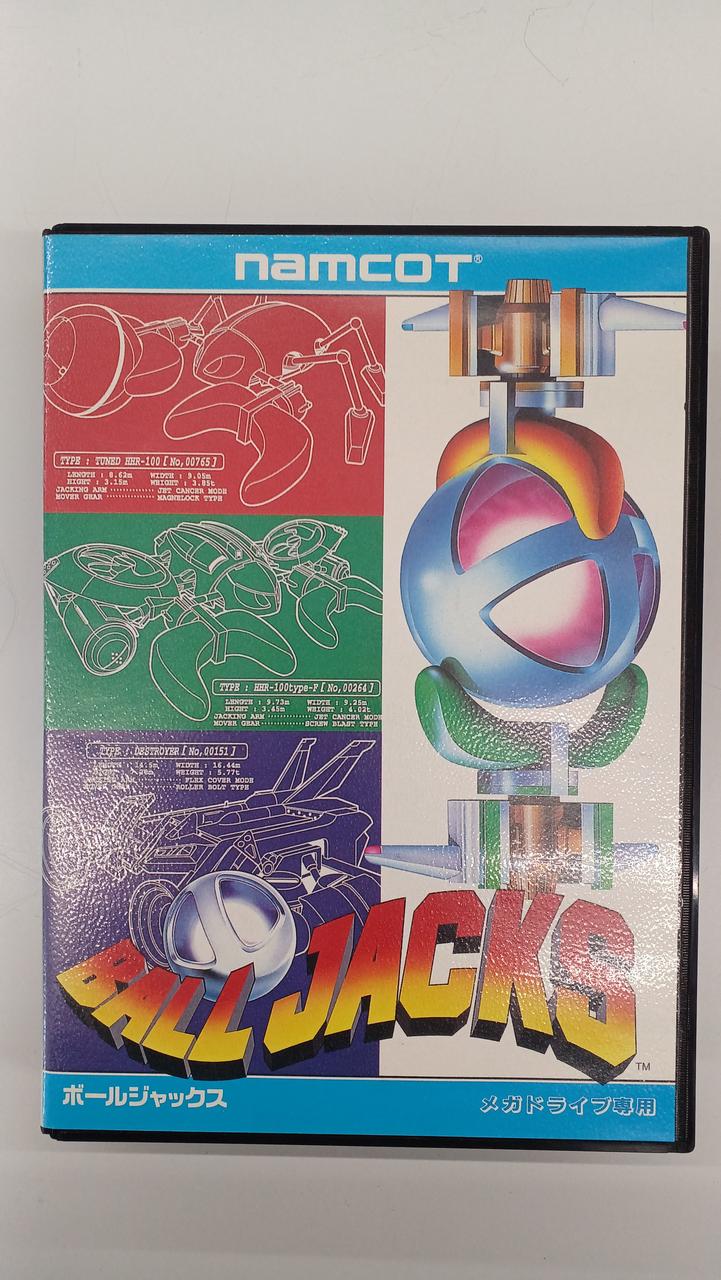 namcot®
TYPE : TUNED HHR-100 [ No,00765 ]
LENGTH : 8.62m WIDTH : 9.05m
HIGHT : 3.15m WEIGHT : 3.85t
JACKING ARM ············ JET CANCER MODE
MOVER GEAR ············ MAGNELOCK TYPE
TYPE : HHR-100type-F [ No,00264 ]
LENGTH : 9.73m WIDTH : 9.25m
HIGHT : 3.45m WEIGHT : 4.02t
JACKING ARM ············ JET CANCER MODE
MOVER GEAR ············ SCREW BLAST TYPE
TYPE : DESTROYER [ No,00151 ]
LENGTH : 14.5m WIDTH : 16.44m
WEIGHT : 5.77t
FLEX COVER MODE
ROLLER BOLT TYPE
BALL JACKS
TM
ボールジャックス
メガドライブ専用